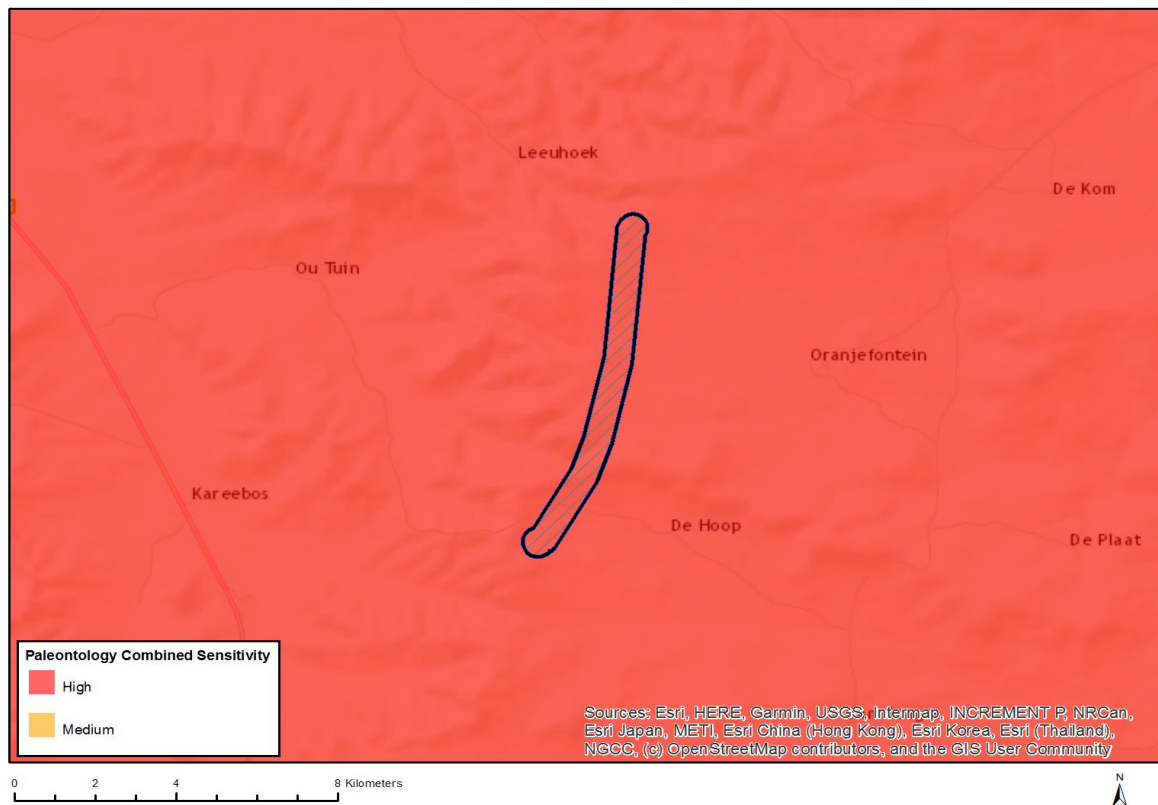 Leeuhoek
De Kom
Ou Tuin
Oranjefontein
Kareebos
De Hoop
De Plaat
Paleontology Combined Sensitivity
High
Medium
Sources: Esri, HERE, Garmin, USGS, Intermap, INCREMENT P, NRCan,
Esri Japan, METI, Esri China (Hong Kong), Esri Korea, Esri (Thailand),
NGCC, (c) OpenStreetMap contributors, and the GIS User Community
0 2 4 8 Kilometers
N